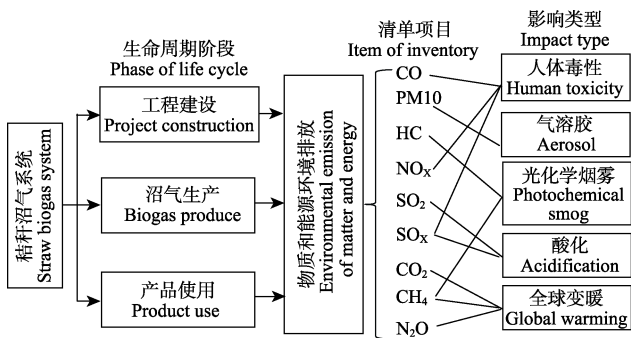 生命周期阶段
Phase of life cycle
清单项目
Item of inventory
影响类型
Impact type
秸秆沼气系统
Straw biogas system
工程建设
Project construction
沼气生产
Biogas produce
产品使用
Product use
物质和能源环境排放
Environmental emission
of matter and energy
CO
PM10
HC
NOX
SO2
SOX
CO2
CH4
N2O
人体毒性
Human toxicity
气溶胶
Aerosol
光化学烟雾
Photochemical
smog
酸化
Acidification
全球变暖
Global warming